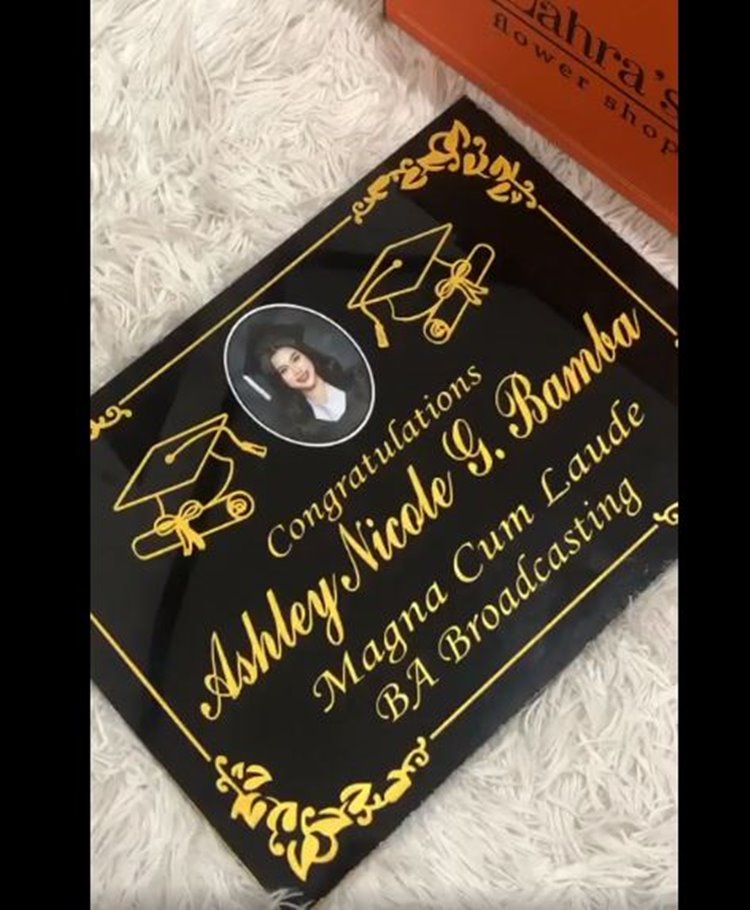 flower shop
Congratulations
Ashley Nicole G. Bamba
Magna Cum Laude
BA Broadcasting